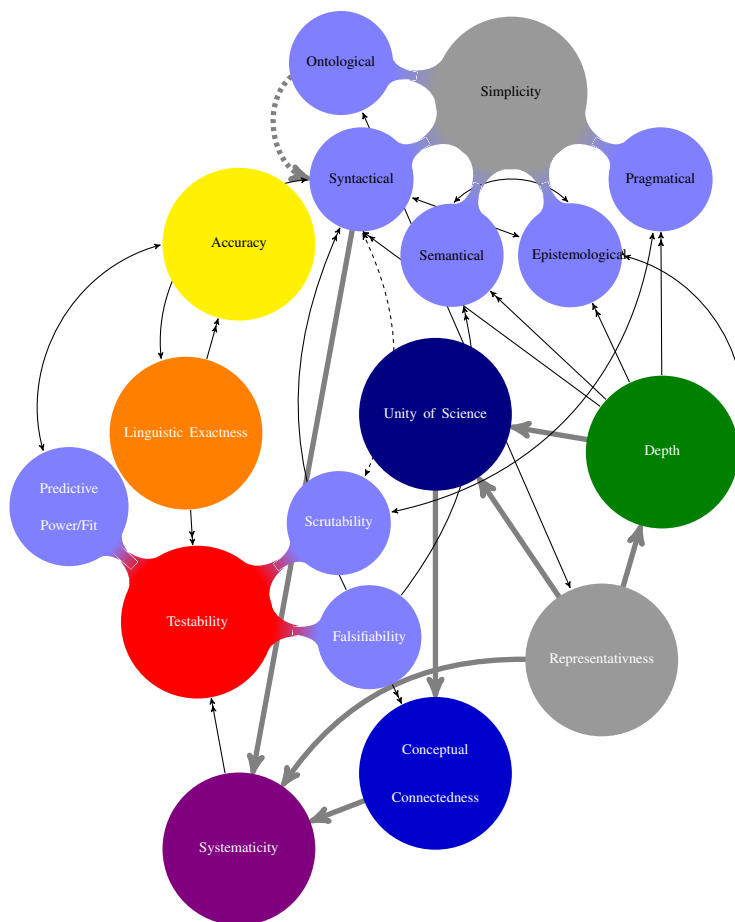 Ontological
Simplicity
Syntactical
Pragmatical
Accuracy
Semantical
Epistemological
Linguistic Exactness
Unity of Science
Depth
Predictive
Power/Fit
Scrutability
Testability
Falsifiability
Representativness
Conceptual
Connectedness
Systematicity